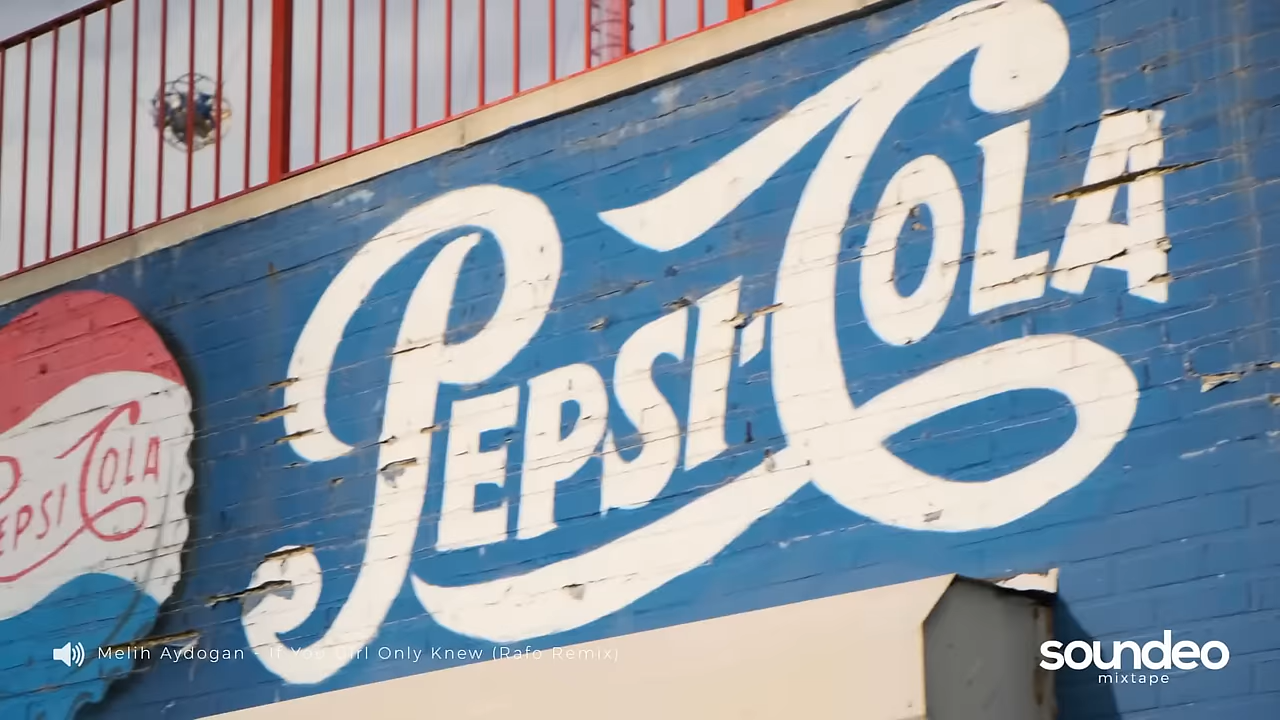 PEPSI-COLA
PEPSI COLA
Melih Aydogan - If You Girl Only Knew (Rafo Remix)
soundeo
mixtape